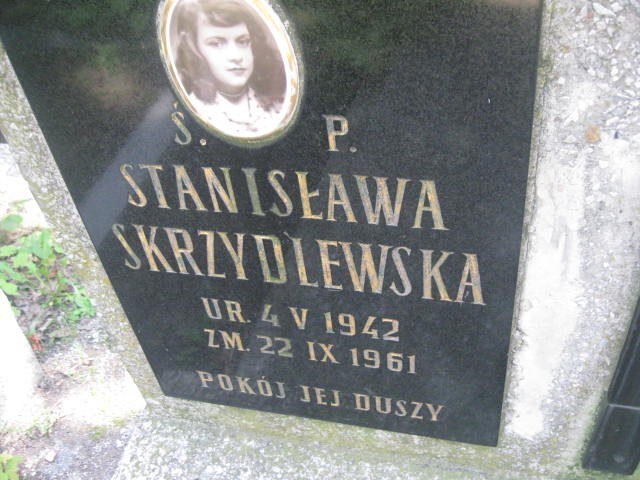 Ś. P.
STANISŁAWA
SKRZYDLEWSKA
UR. 4 V 1942
ZM. 22 IX 1961
POKÓJ JEJ DUSZY